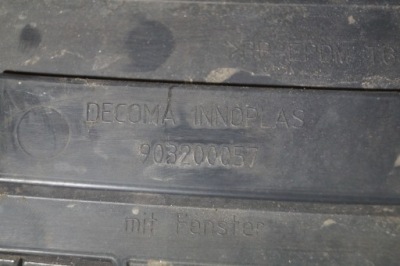 DECOMA INNOPLAS
903200037
mit Fenster